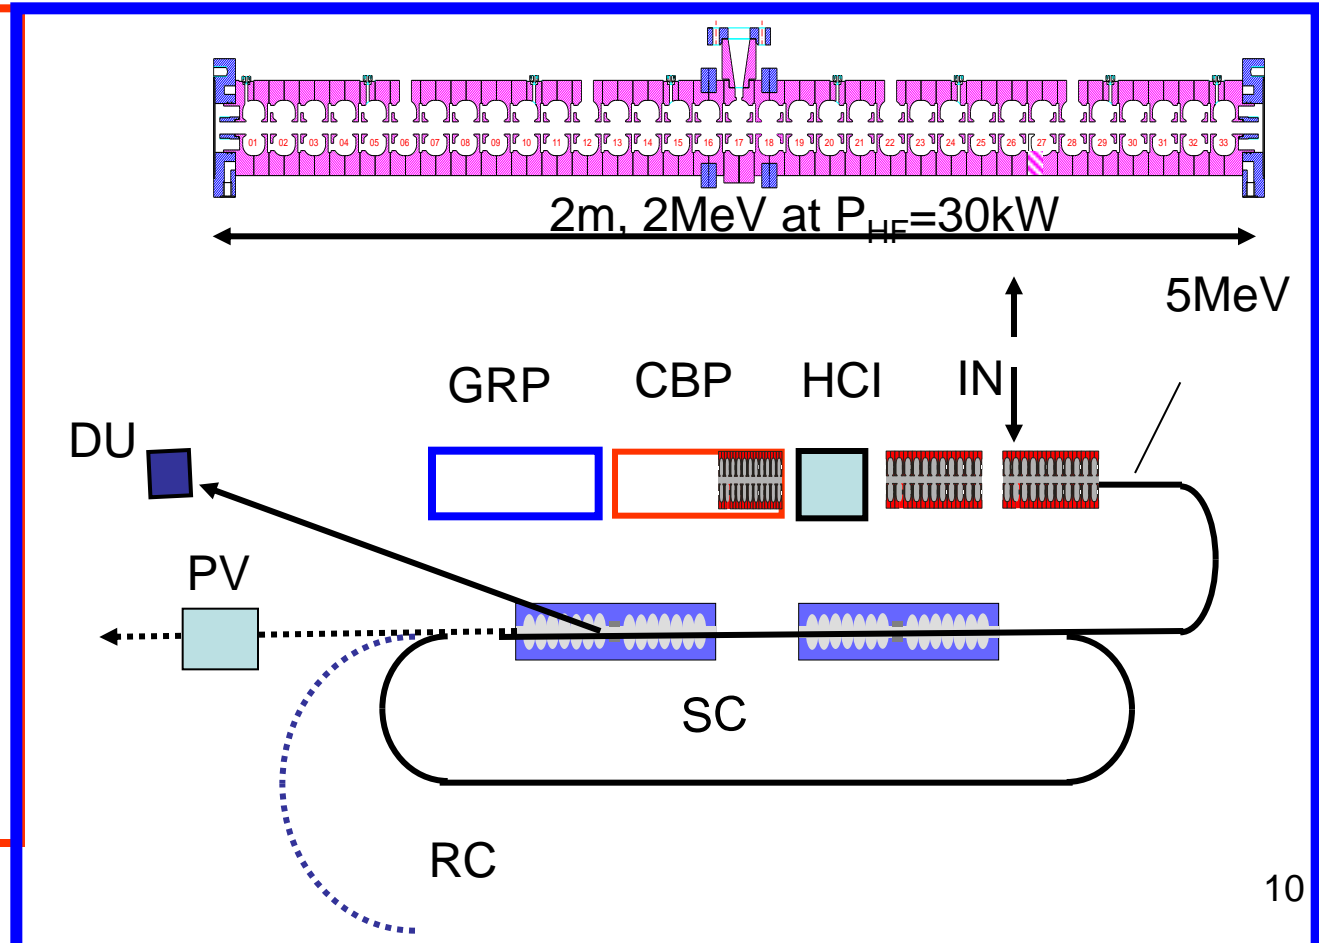 01 02 03 04 05 06 07 08 09 10 11 12 13 14 15 16 17 18 19 20 21 22 23 24 25 26 27 28 29 30 31 32 33
2m, 2MeV at P_HF=30kW
5MeV
GRP CBP HCI IN
DU
PV
SC
RC
10